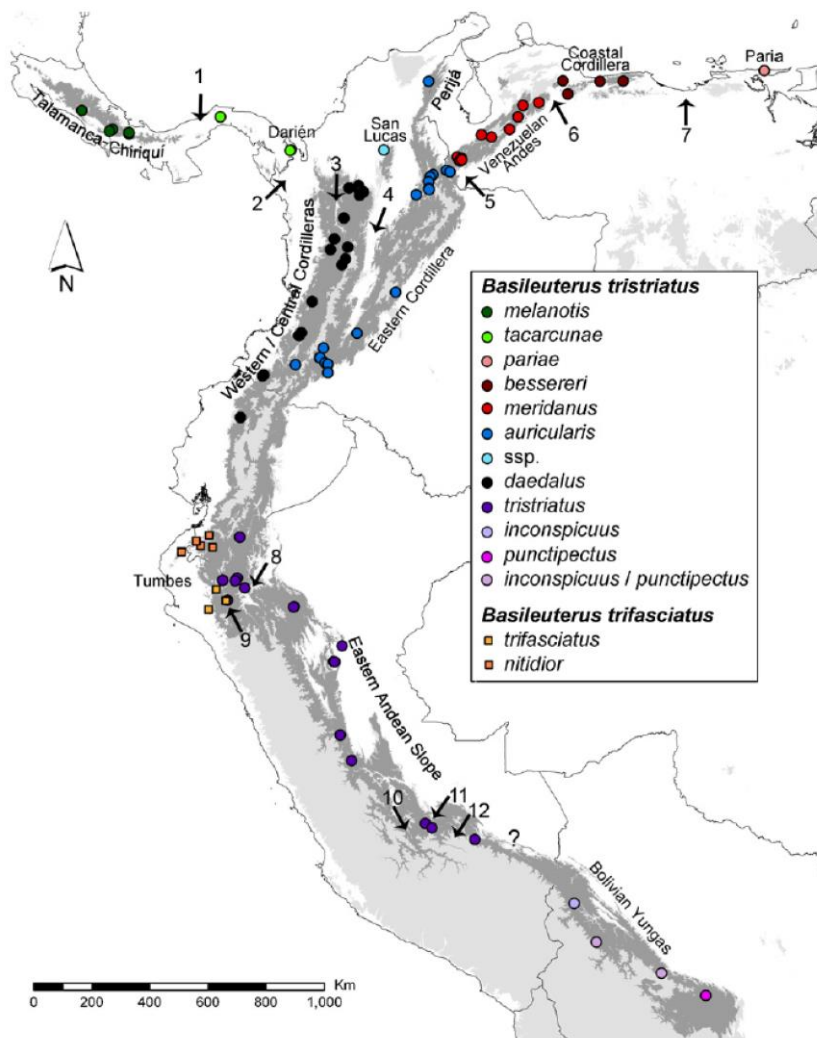 Coastal
Cordillera
Paria
1
Talamanca-Chiriquí
Perijá
Darién
San
Lucas
Venezuelan
Andes
6
7
2
3
4
5
N
Western / Central Cordilleras
Eastern Cordillera
Basileuterus tristriatus
melanotis
tacarcunae
pariae
bessereri
meridanus
auricularis
ssp.
daedalus
tristriatus
inconspicuus
punctipectus
inconspicuus / punctipectus
Basileuterus trifasciatus
trifasciatus
nitidior
Tumbes
8
9
Eastern Andean Slope
10
11
12
?
Bolivian Yungas
Km
0 200 400 600 800 1,000